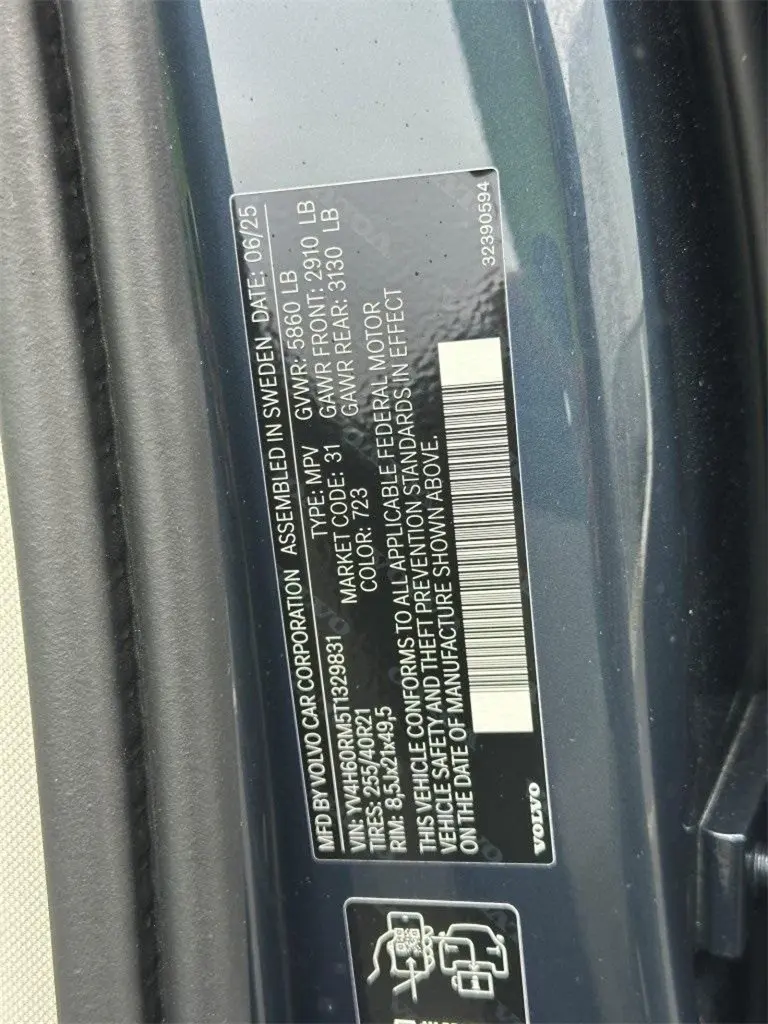 MFD BY VOLVO CAR CORPORATION ASSEMBLED IN SWEDEN DATE: 06/25
VIN: YV4H60RM5T1329831 TYPE: MPV GVWR: 5860 LB
TIRES: 255/40R21 MARKET CODE: 31 GAWR FRONT: 2910 LB
RIM: 8,5Jx21x49,5 COLOR: 723 GAWR REAR: 3130 LB
THIS VEHICLE CONFORMS TO ALL APPLICABLE FEDERAL MOTOR
VEHICLE SAFETY AND THEFT PREVENTION STANDARDS IN EFFECT
ON THE DATE OF MANUFACTURE SHOWN ABOVE.
VOLVO 32390594